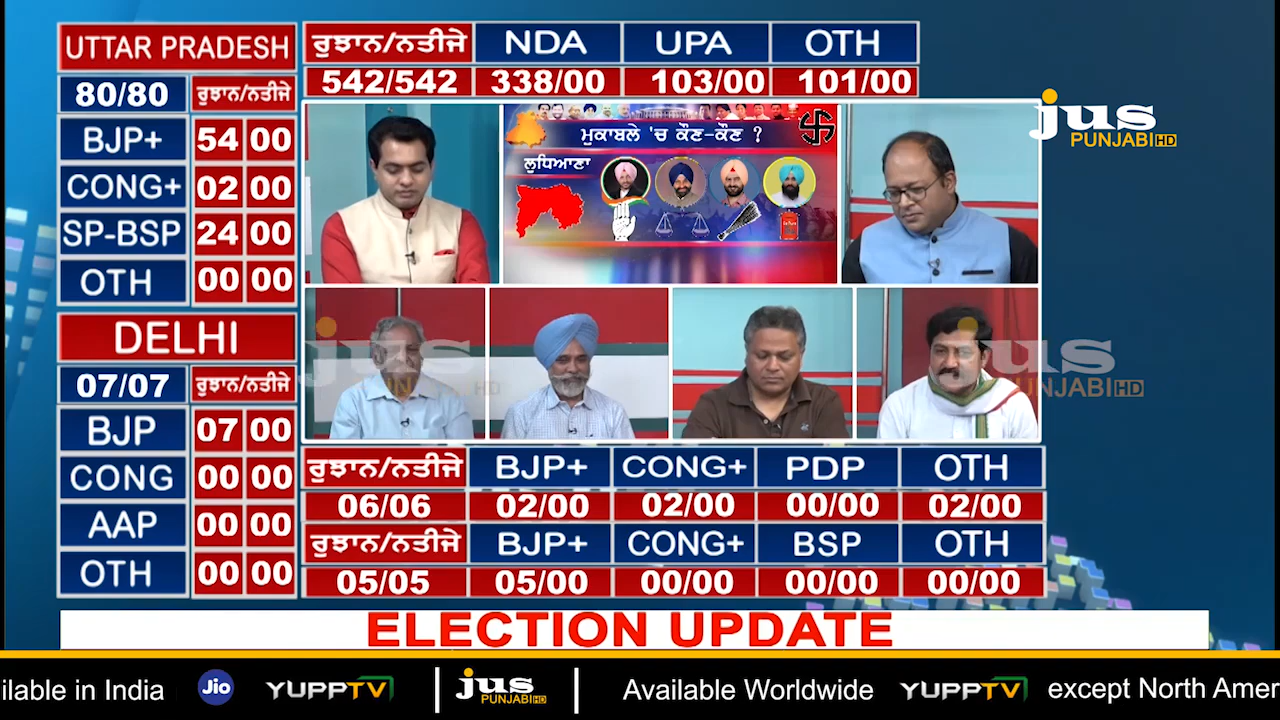 UTTAR PRADESH
80/80 ਰੁਝਾਨ/ਨਤੀਜੇ
BJP+ 54 00
CONG+ 02 00
SP-BSP 24 00
OTH 00 00
DELHI
07/07 ਰੁਝਾਨ/ਨਤੀਜੇ
BJP 07 00
CONG 00 00
AAP 00 00
OTH 00 00
ਰੁਝਾਨ/ਨਤੀਜੇ NDA UPA OTH
542/542 338/00 103/00 101/00
ਮੁਕਾਬਲੇ 'ਚ ਕੌਣ-ਕੌਣ ?
ਲੁਧਿਆਣਾ
jus
PUNJABI HD
jus
jus
PUNJABI HD
ਰੁਝਾਨ/ਨਤੀਜੇ BJP+ CONG+ PDP OTH
06/06 02/00 02/00 00/00 02/00
ਰੁਝਾਨ/ਨਤੀਜੇ BJP+ CONG+ BSP OTH
05/05 05/00 00/00 00/00 00/00
ELECTION UPDATE
ilable in India Jio YUPPTV jus PUNJABI HD Available Worldwide YUPPTV except North Amer